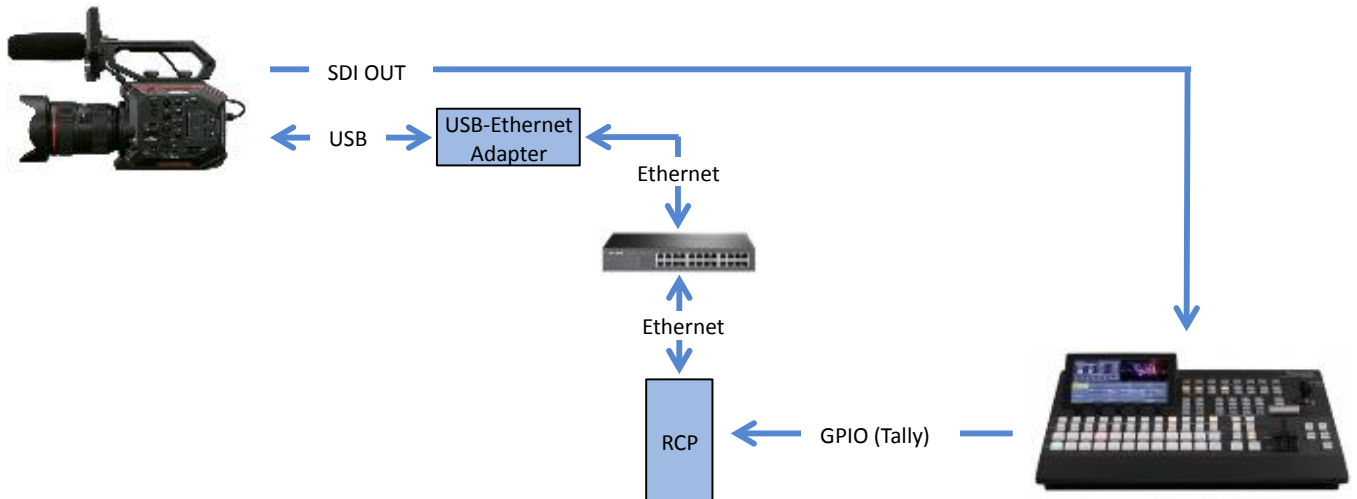 SDI OUT
USB
USB-Ethernet
Adapter
Ethernet
Ethernet
RCP
GPIO (Tally)